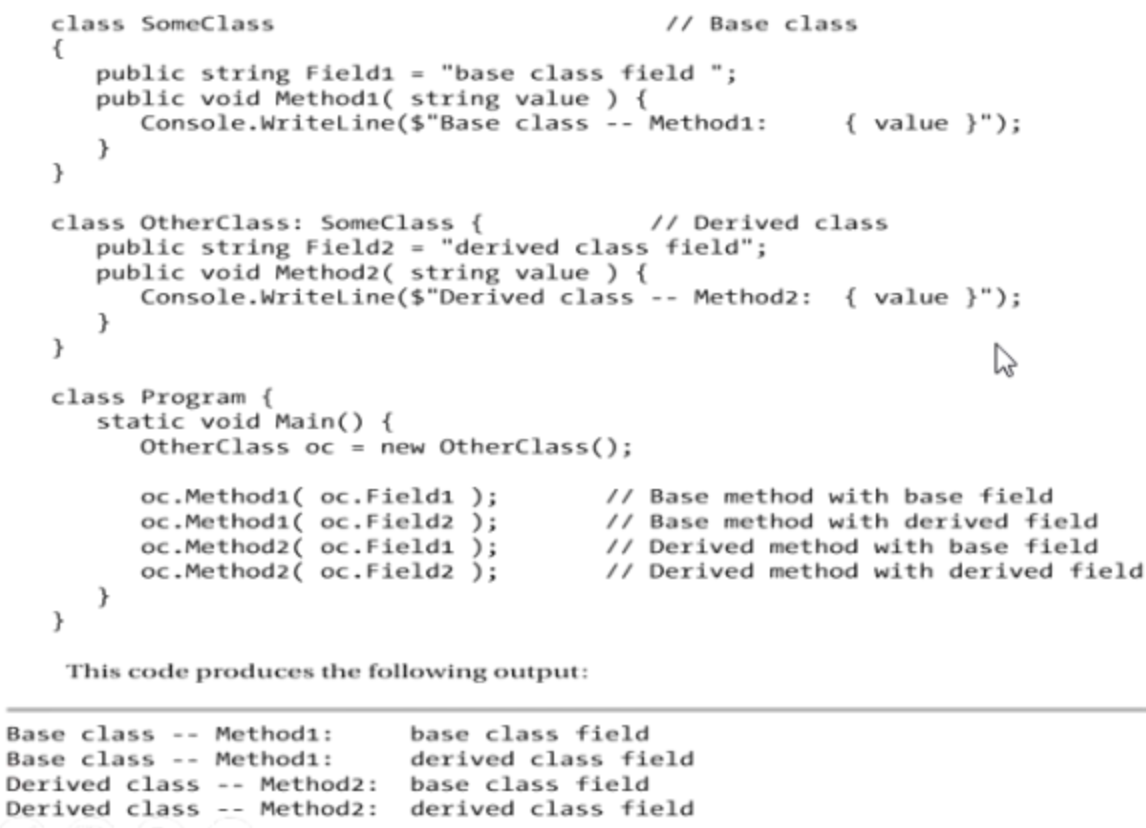 class SomeClass                          // Base class
{
   public string Field1 = "base class field ";
   public void Method1( string value ) {
      Console.WriteLine($"Base class -- Method1:     { value }");
   }
}
class OtherClass: SomeClass {           // Derived class
   public string Field2 = "derived class field";
   public void Method2( string value ) {
      Console.WriteLine($"Derived class -- Method2:  { value }");
   }
}
class Program {
   static void Main() {
      OtherClass oc = new OtherClass();
      oc.Method1( oc.Field1 );       // Base method with base field
      oc.Method1( oc.Field2 );       // Base method with derived field
      oc.Method2( oc.Field1 );       // Derived method with base field
      oc.Method2( oc.Field2 );       // Derived method with derived field
   }
}
This code produces the following output:
Base class -- Method1:     base class field
Base class -- Method1:     derived class field
Derived class -- Method2:  base class field
Derived class -- Method2:  derived class field